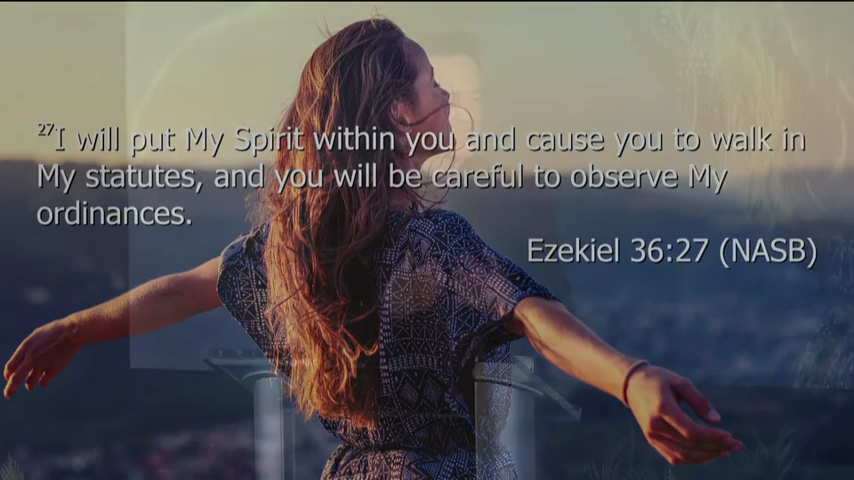 27I will put My Spirit within you and cause you to walk in
My statutes, and you will be careful to observe My
ordinances.
Ezekiel 36:27 (NASB)